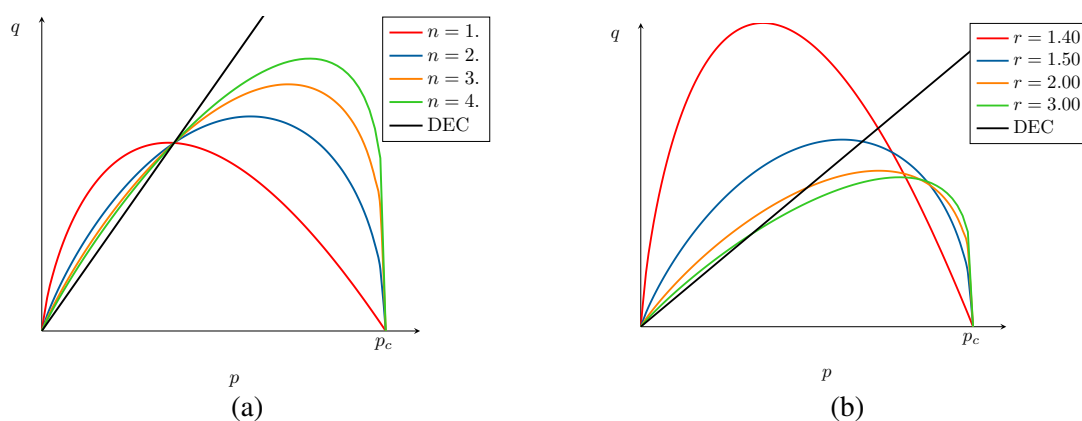 q
n = 1.
n = 2.
n = 3.
n = 4.
DEC
p_c
p
(a)
q
r = 1.40
r = 1.50
r = 2.00
r = 3.00
DEC
p_c
p
(b)